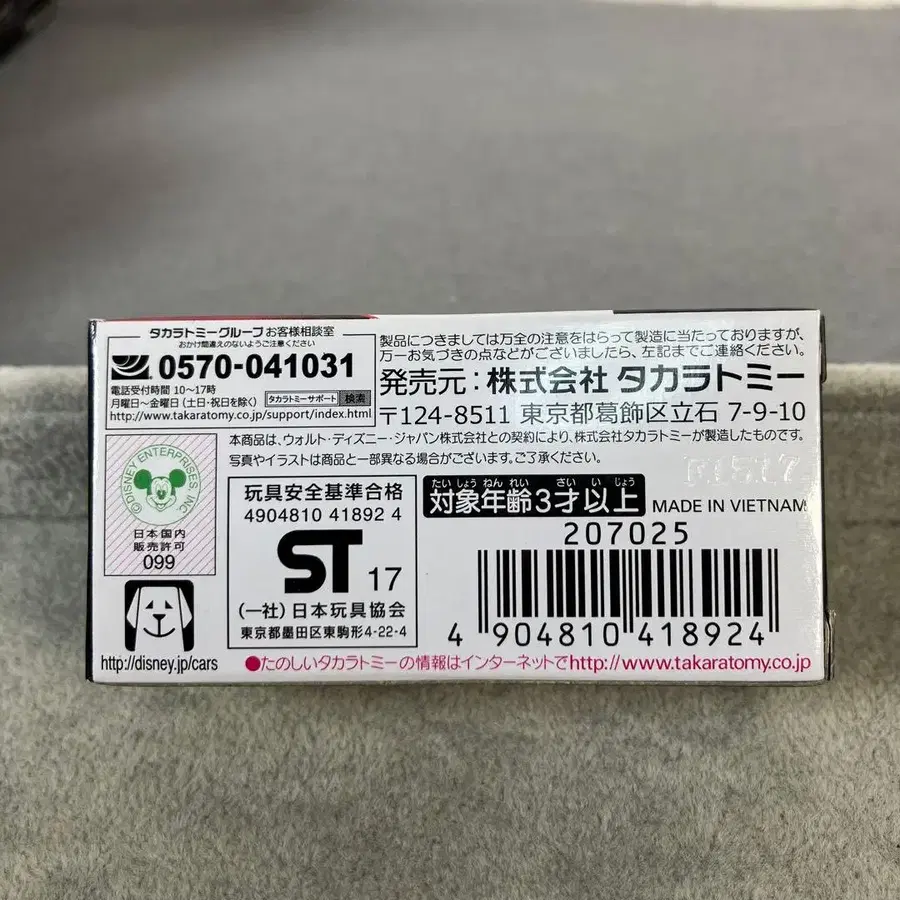 タカラトミーグループ お客様相談室
おかけ間違えのないようご注意ください
0570-041031
電話受付時間 10〜17時
月曜日〜金曜日 (土日・祝日を除く)
タカラトミーサポート 検索
http://www.takaratomy.co.jp/support/index.html
製品につきましては万全の注意をはらって製造に当たっておりますが、
万一お気づきの点などがございましたら、左記までご連絡ください。
発売元：株式会社 タカラトミー
〒124-8511 東京都葛飾区立石 7-9-10
本商品は、ウォルト・ディズニー・ジャパン株式会社との契約により、株式会社タカラトミーが製造したものです。
写真やイラストは商品と一部異なる場合がございます。ご了承ください。
©DISNEY ENTERPRISES INC.
日本国内
販売許可
099
http://disney.jp/cars
玩具安全基準合格
4904810 41892 4
ST 17
(一社) 日本玩具協会
東京都墨田区東駒形4-22-4
たいしょうねんれい さい いじょう
対象年齢3才以上
MADE IN VIETNAM
207025
4 904810 418924
●たのしいタカラトミーの情報はインターネットでhttp://www.takaratomy.co.jp